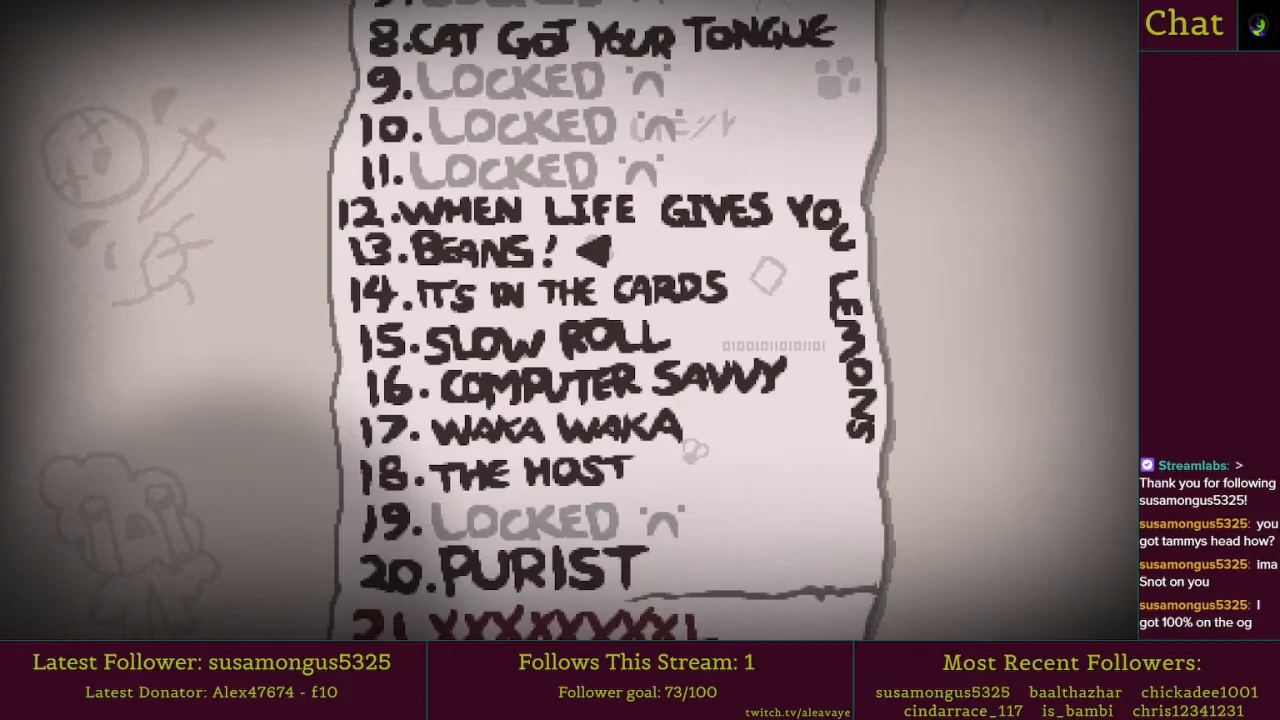 8.CAT GOT YOUR TONGUE
9.LOCKED
10.LOCKED
11.LOCKED
12.WHEN LIFE GIVES YOU LEMONS
13.BEANS!
14.IT'S IN THE CARDS
15.SLOW ROLL
010010110101101
16.COMPUTER SAVVY
17.WAKA WAKA
18.THE HOST
19.LOCKED
20.PURIST
21.XXXXXXXXL
Chat
Streamlabs: >
Thank you for following
susamongus5325!
susamongus5325: you
got tammys head how?
susamongus5325: ima
Snot on you
susamongus5325: I
got 100% on the og
Latest Follower: susamongus5325
Latest Donator: Alex47674 - f10
Follows This Stream: 1
Follower goal: 73/100
twitch.tv/aleavaye
Most Recent Followers:
susamongus5325 baalthazhar chickadee1001
cindarrace_117 is_bambi chris12341231